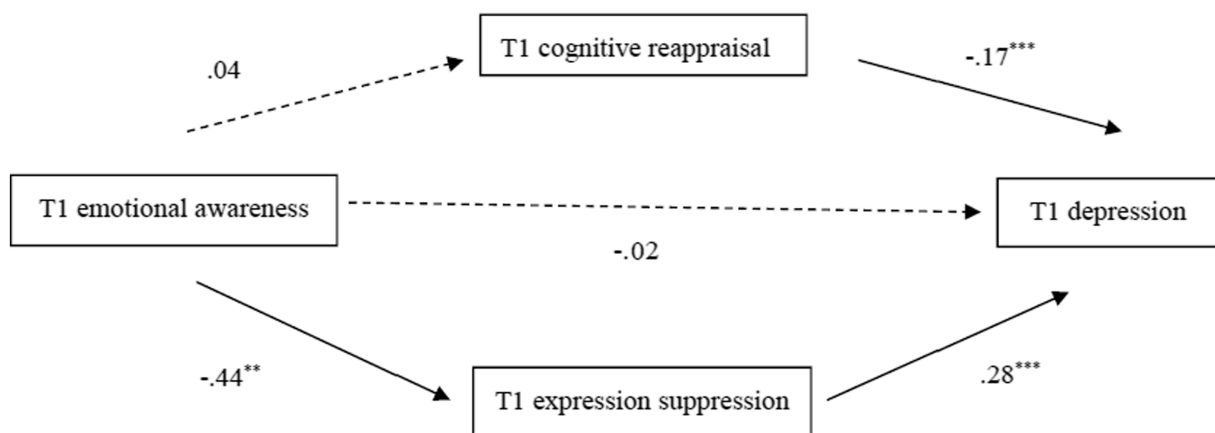 T1 cognitive reappraisal
.04
-.17***
T1 emotional awareness
T1 depression
-.02
-.44**
.28***
T1 expression suppression